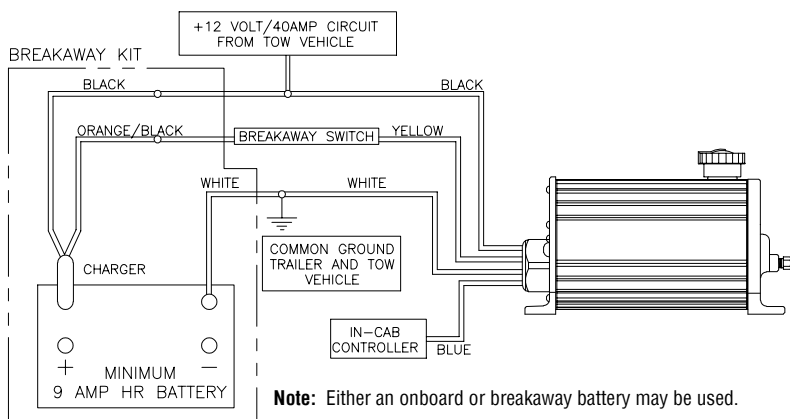 +12 VOLT/40AMP CIRCUIT
FROM TOW VEHICLE
BREAKAWAY KIT
BLACK
BLACK
ORANGE/BLACK
BREAKAWAY SWITCH
YELLOW
WHITE
WHITE
COMMON GROUND
TRAILER AND TOW
VEHICLE
CHARGER
IN-CAB
CONTROLLER
BLUE
+
-
MINIMUM
9 AMP HR BATTERY
Note: Either an onboard or breakaway battery may be used.